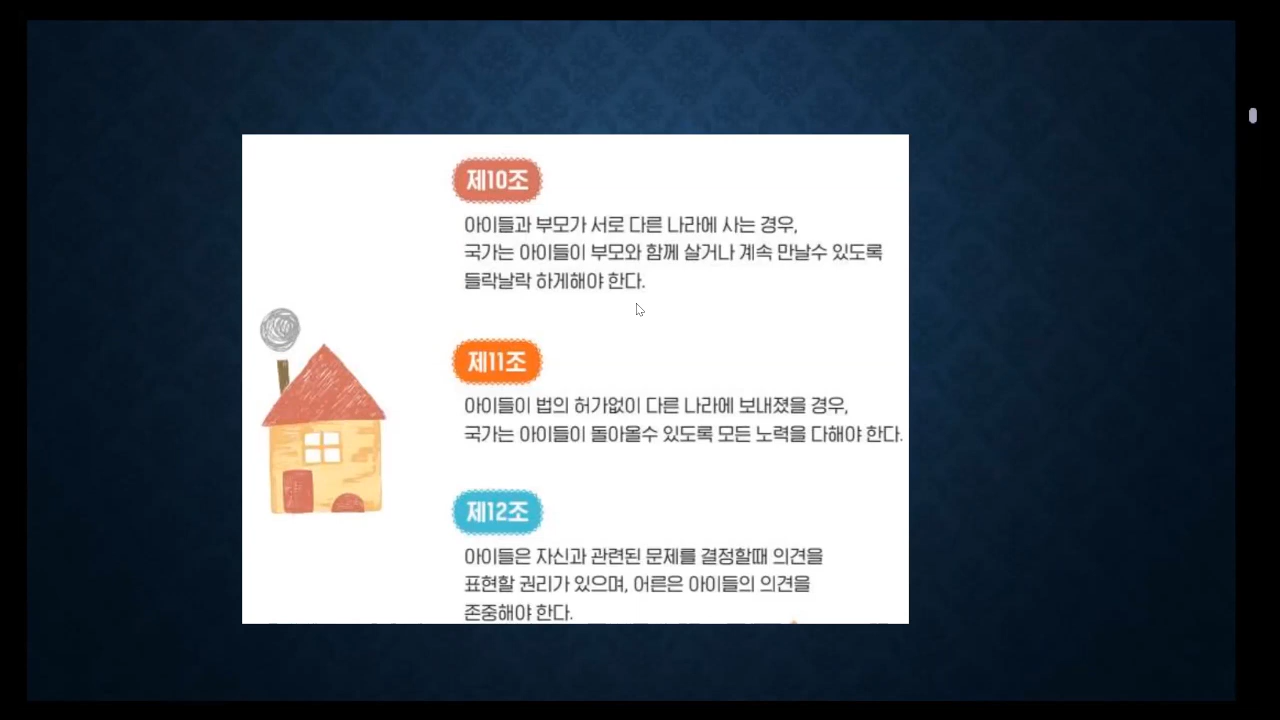 제10조
아이들과 부모가 서로 다른 나라에 사는 경우,
국가는 아이들이 부모와 함께 살거나 계속 만날수 있도록
들락날락 하게해야 한다.
제11조
아이들이 법의 허가없이 다른 나라에 보내졌을 경우,
국가는 아이들이 돌아올수 있도록 모든 노력을 다해야 한다.
제12조
아이들은 자신과 관련된 문제를 결정할때 의견을
표현할 권리가 있으며, 어른은 아이들의 의견을
존중해야 한다.